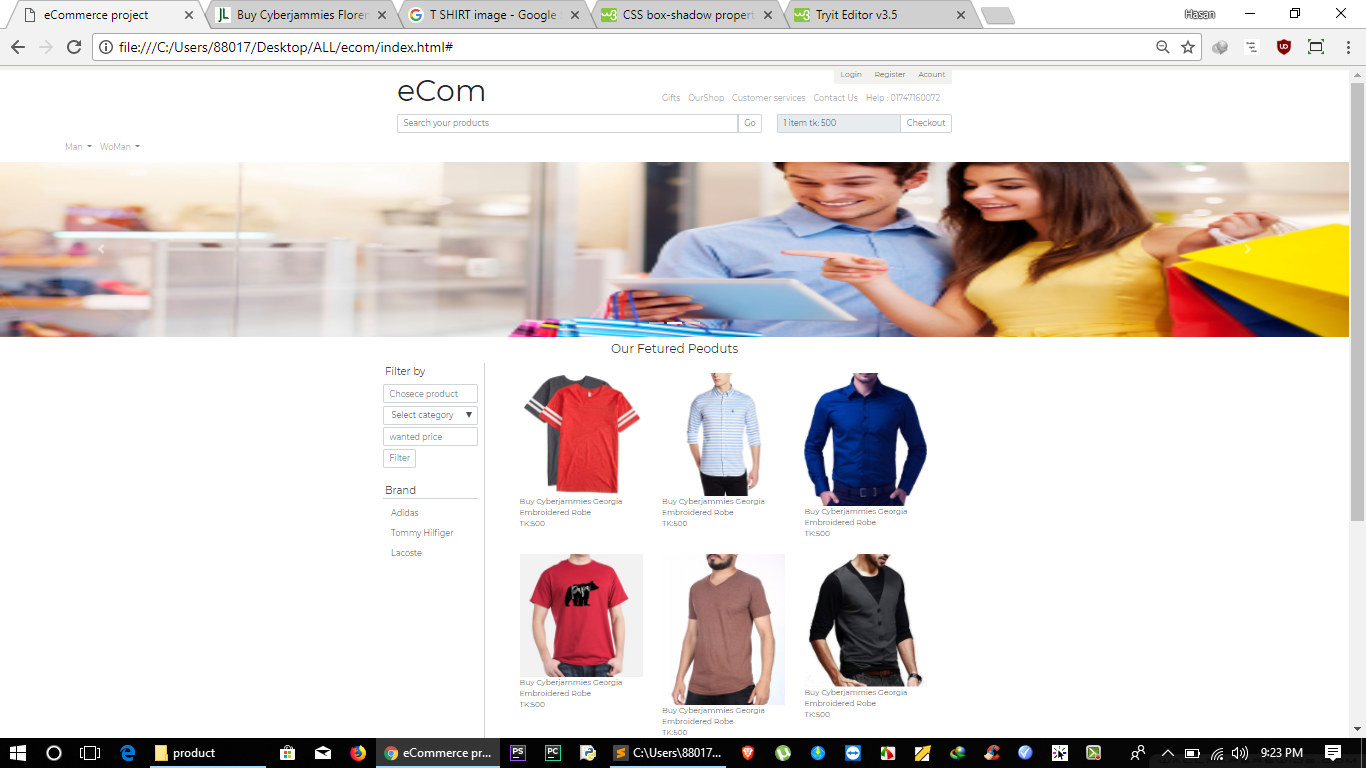 eCommerce project
Buy Cyberjammies Floren
T SHIRT image - Google
CSS box-shadow propert
Tryit Editor v3.5
Hasan
file:///C:/Users/88017/Desktop/ALL/ecom/index.html#
Login Register Acount
eCom
Gifts OurShop Customer services Contact Us Help : 01747160072
Search your products Go 1 item tk: 500 Checkout
Man WoMan
Our Fetured Peoduts
Filter by
Chosece product
Select category
wanted price
Filter
Brand
Adidas
Tommy Hilfiger
Lacoste
Buy Cyberjammies Georgia
Embroidered Robe
TK:500
Buy Cyberjammies Georgia
Embroidered Robe
TK:500
Buy Cyberjammies Georgia
Embroidered Robe
TK:500
Buy Cyberjammies Georgia
Embroidered Robe
TK:500
Buy Cyberjammies Georgia
Embroidered Robe
TK:500
Buy Cyberjammies Georgia
Embroidered Robe
TK:500
product
eCommerce pr...
C:\Users\88017...
9:23 PM